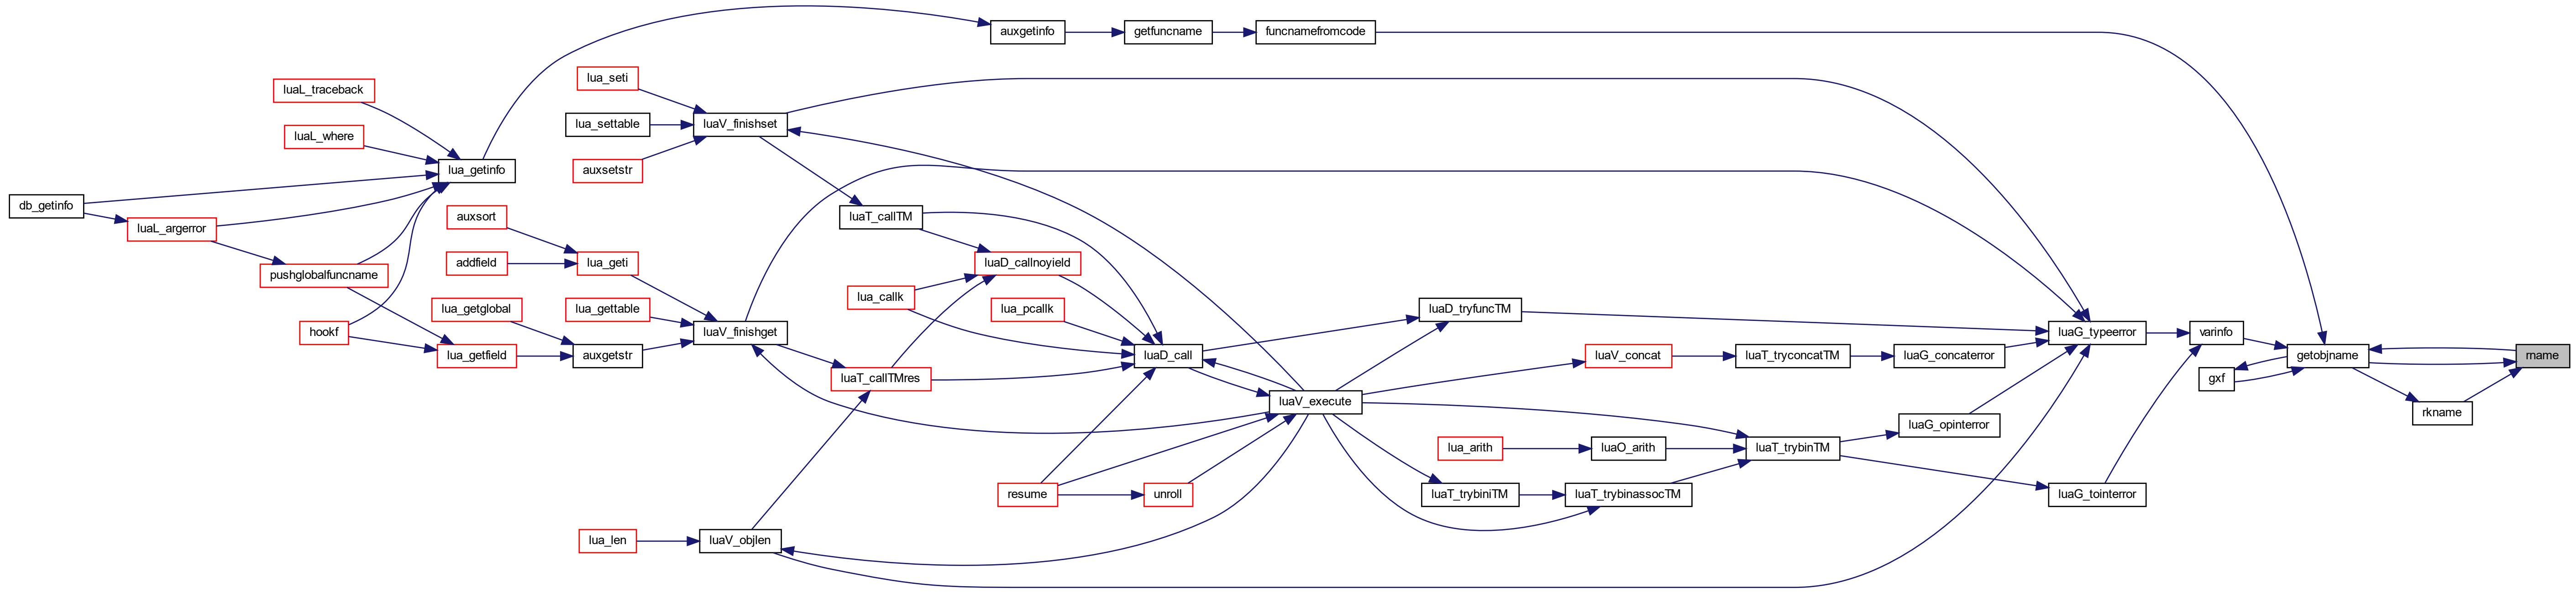 auxgetinfo
getfuncname
funcnamefromcode
lua_seti
luaL_traceback
lua_settable
luaV_finishset
luaL_where
auxsetstr
lua_getinfo
db_getinfo
luaL_argerror
auxsort
luaT_callTM
pushglobalfuncname
addfield
lua_geti
luaD_callnoyield
lua_callk
lua_getglobal
lua_gettable
lua_pcallk
luaD_tryfuncTM
hookf
luaV_finishget
luaG_typeerror
varinfo
lua_getfield
auxgetstr
luaD_call
luaV_concat
luaT_tryconcatTM
luaG_concaterror
getobjname
rname
luaT_callTMres
gxf
luaV_execute
rkname
luaG_opinterror
lua_arith
luaO_arith
luaT_trybinTM
resume
unroll
luaT_trybiniTM
luaT_trybinassocTM
luaG_tointerror
lua_len
luaV_objlen